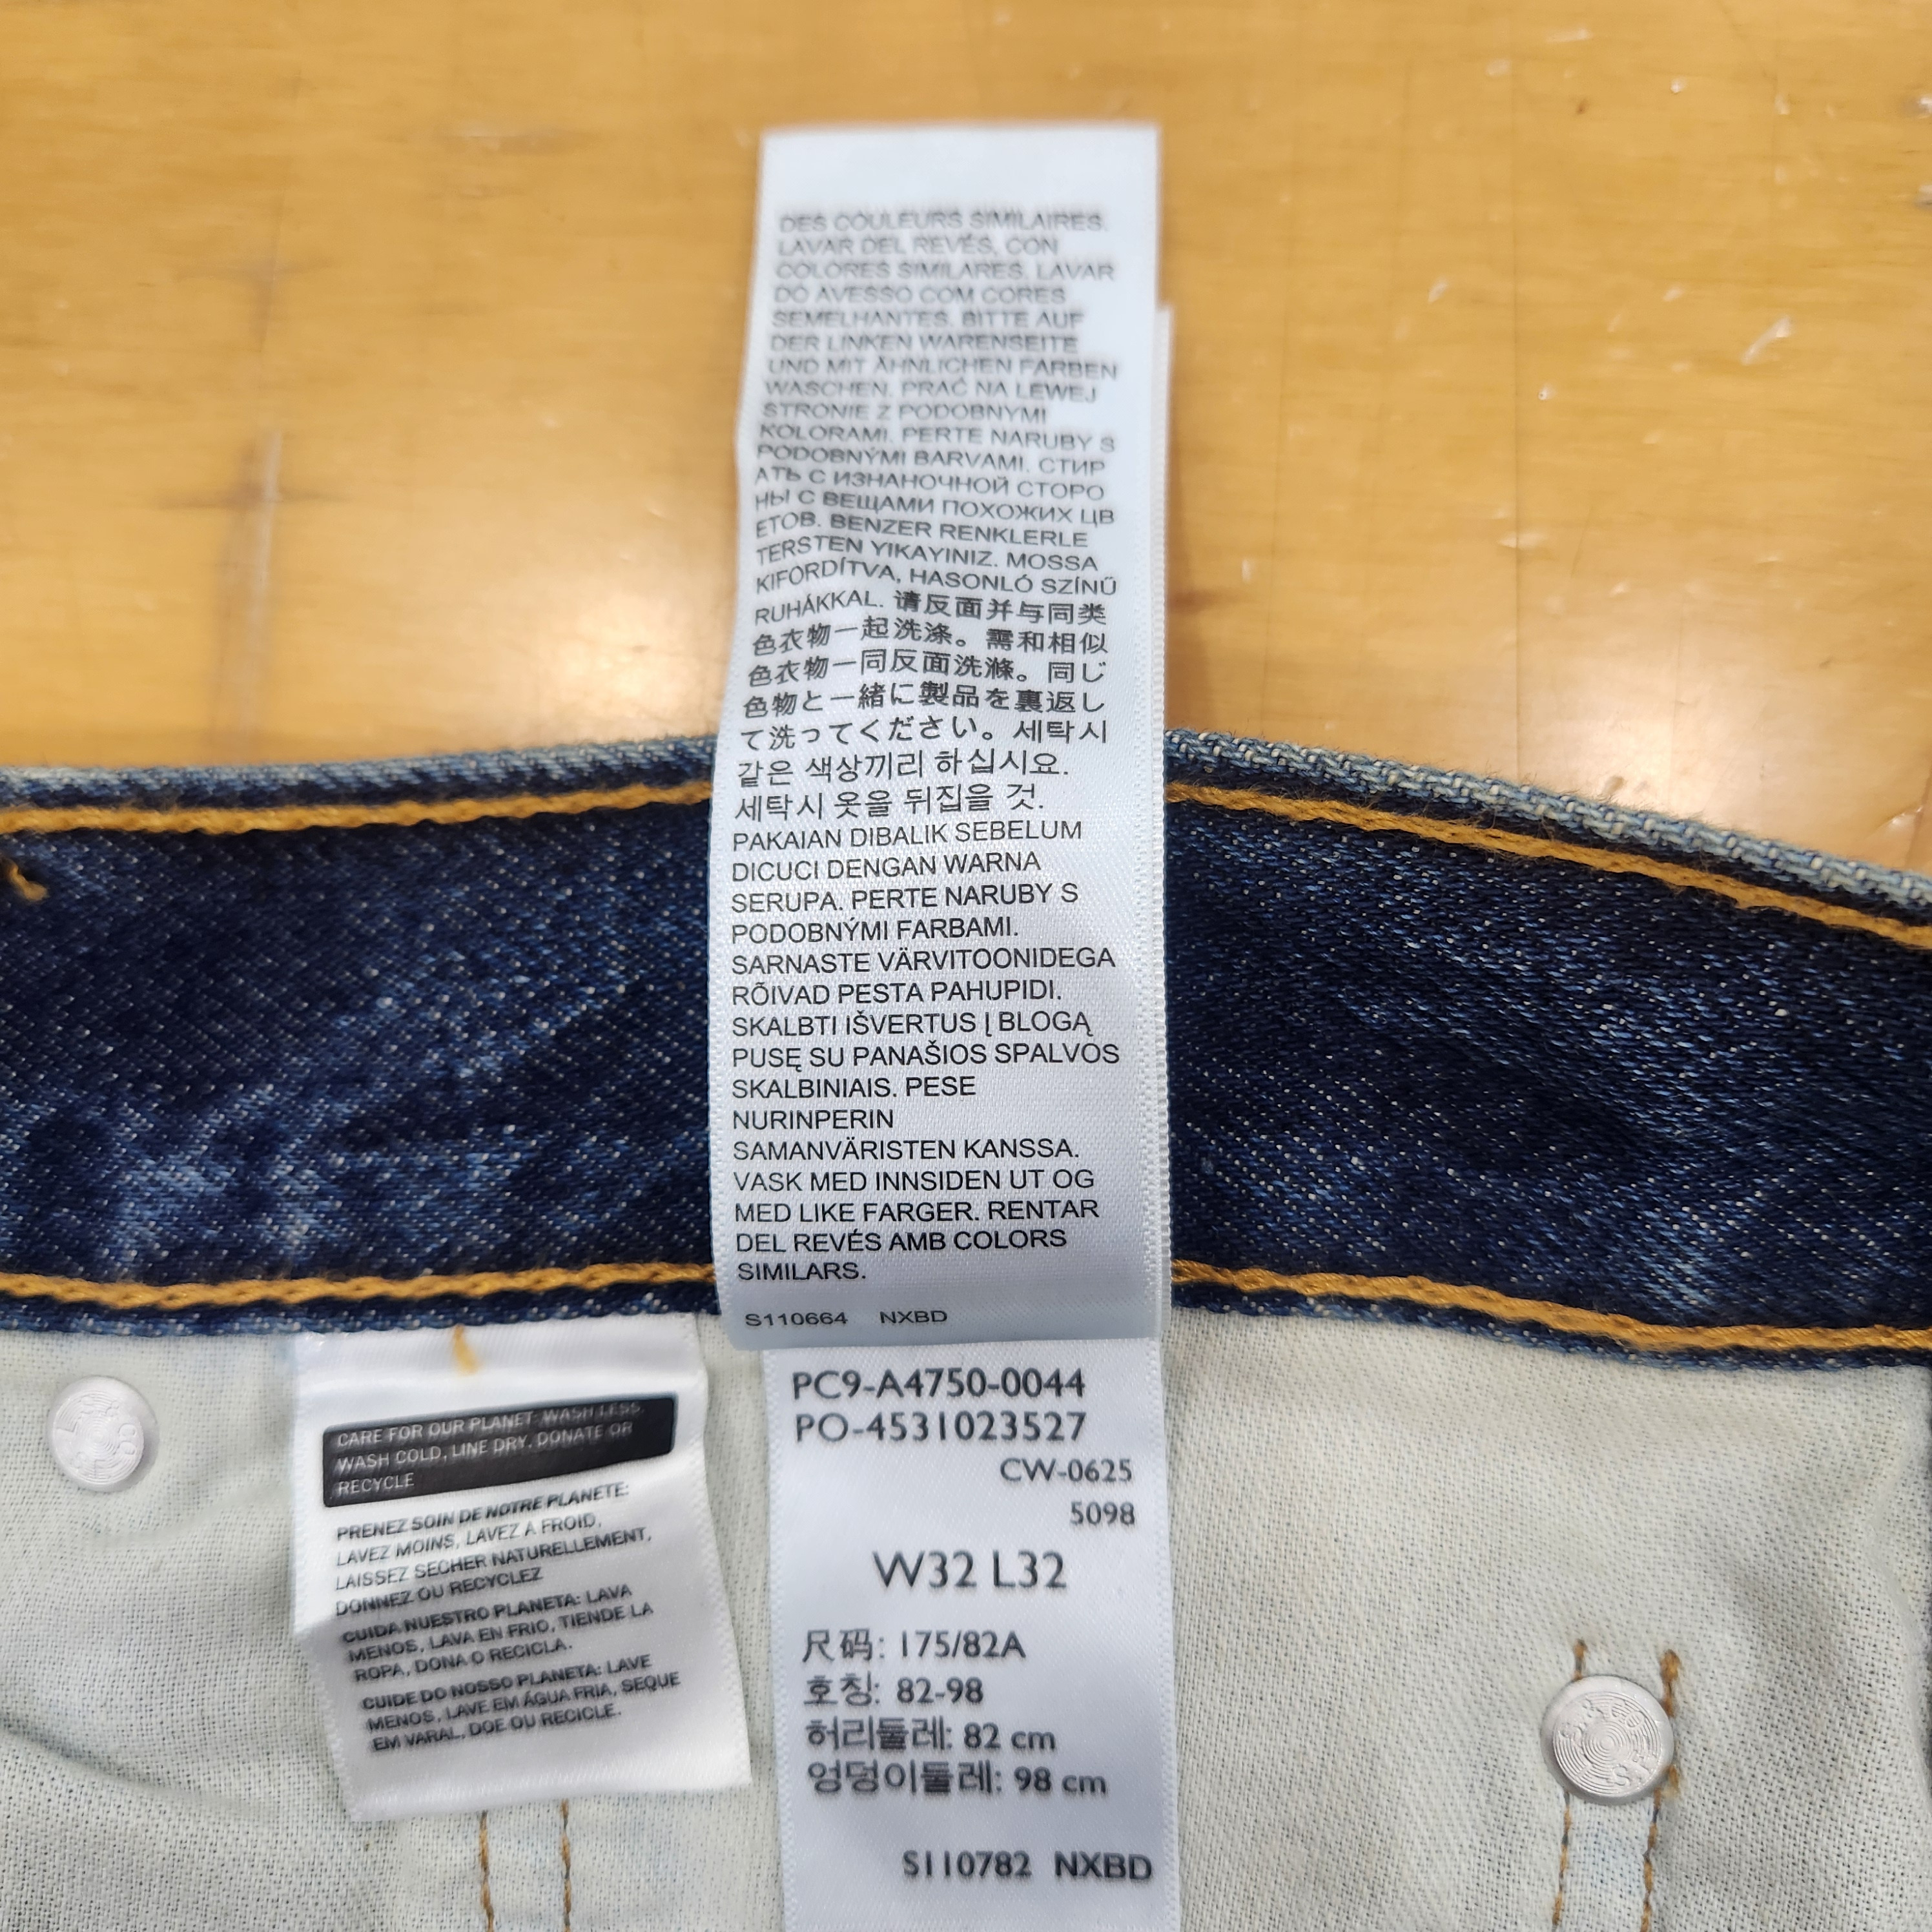 DES COULEURS SIMILAIRES.
LAVAR DEL REVÉS, CON
COLORES SIMILARES. LAVAR
DO AVESSO COM CORES
SEMELHANTES. BITTE AUF
DER LINKEN WARENSEITE
UND MIT ÄHNLICHEN FARBEN
WASCHEN. PRAĆ NA LEWEJ
STRONIE Z PODOBNYMI
KOLORAMI. PERTE NARUBY S
PODOBNÝMI BARVAMI. СТИР
АТЬ С ИЗНАНОЧНОЙ СТОРО
НЫ С ВЕЩАМИ ПОХОЖИХ ЦВ
ЕТОВ. BENZER RENKLERLE
TERSTEN YIKAYINIZ. MOSSA
KIFORDÍTVA, HASONLÓ SZÍNŰ
RUHÁKKAL. 请反面并与同类
色衣物一起洗涤。需和相似
色衣物一同反面洗滌。同じ
色物と一緒に製品を裏返し
て洗ってください。세탁시
같은 색상끼리 하십시요.
세탁시 옷을 뒤집을 것.
PAKAIAN DIBALIK SEBELUM
DICUCI DENGAN WARNA
SERUPA. PERTE NARUBY S
PODOBNÝMI FARBAMI.
SARNASTE VÄRVITOONIDEGA
RÕIVAD PESTA PAHUPIDI.
SKALBTI IŠVERTUS Į BLOGĄ
PUSĘ SU PANAŠIOS SPALVOS
SKALBINIAIS. PESE
NURINPERIN
SAMANVÄRISTEN KANSSA.
VASK MED INNSIDEN UT OG
MED LIKE FARGER. RENTAR
DEL REVÉS AMB COLORS
SIMILARS.
S110664 NXBD
CARE FOR OUR PLANET: WASH LESS,
WASH COLD, LINE DRY, DONATE OR
RECYCLE
PRENEZ SOIN DE NOTRE PLANETE:
LAVEZ MOINS, LAVEZ A FROID,
LAISSEZ SECHER NATURELLEMENT,
DONNEZ OU RECYCLEZ
CUIDA NUESTRO PLANETA: LAVA
MENOS, LAVA EN FRIO, TIENDE LA
ROPA, DONA O RECICLA.
CUIDE DO NOSSO PLANETA: LAVE
MENOS, LAVE EM ÁGUA FRIA, SEQUE
EM VARAL, DOE OU RECICLE.
PC9-A4750-0044
PO-4531023527
CW-0625
5098
W32 L32
尺码: 175/82A
호칭: 82-98
허리둘레: 82 cm
엉덩이둘레: 98 cm
S110782 NXBD